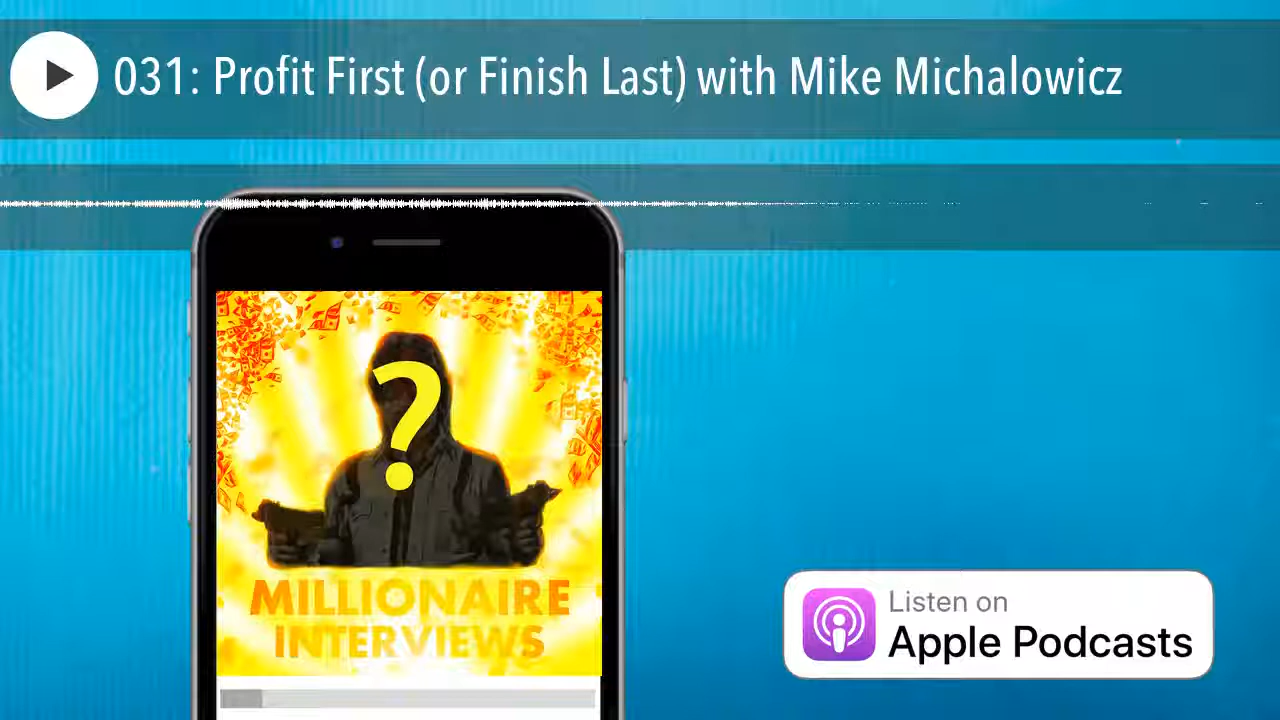 031: Profit First (or Finish Last) with Mike Michalowicz
?
MILLIONAIRE
INTERVIEWS
Listen on
Apple Podcasts